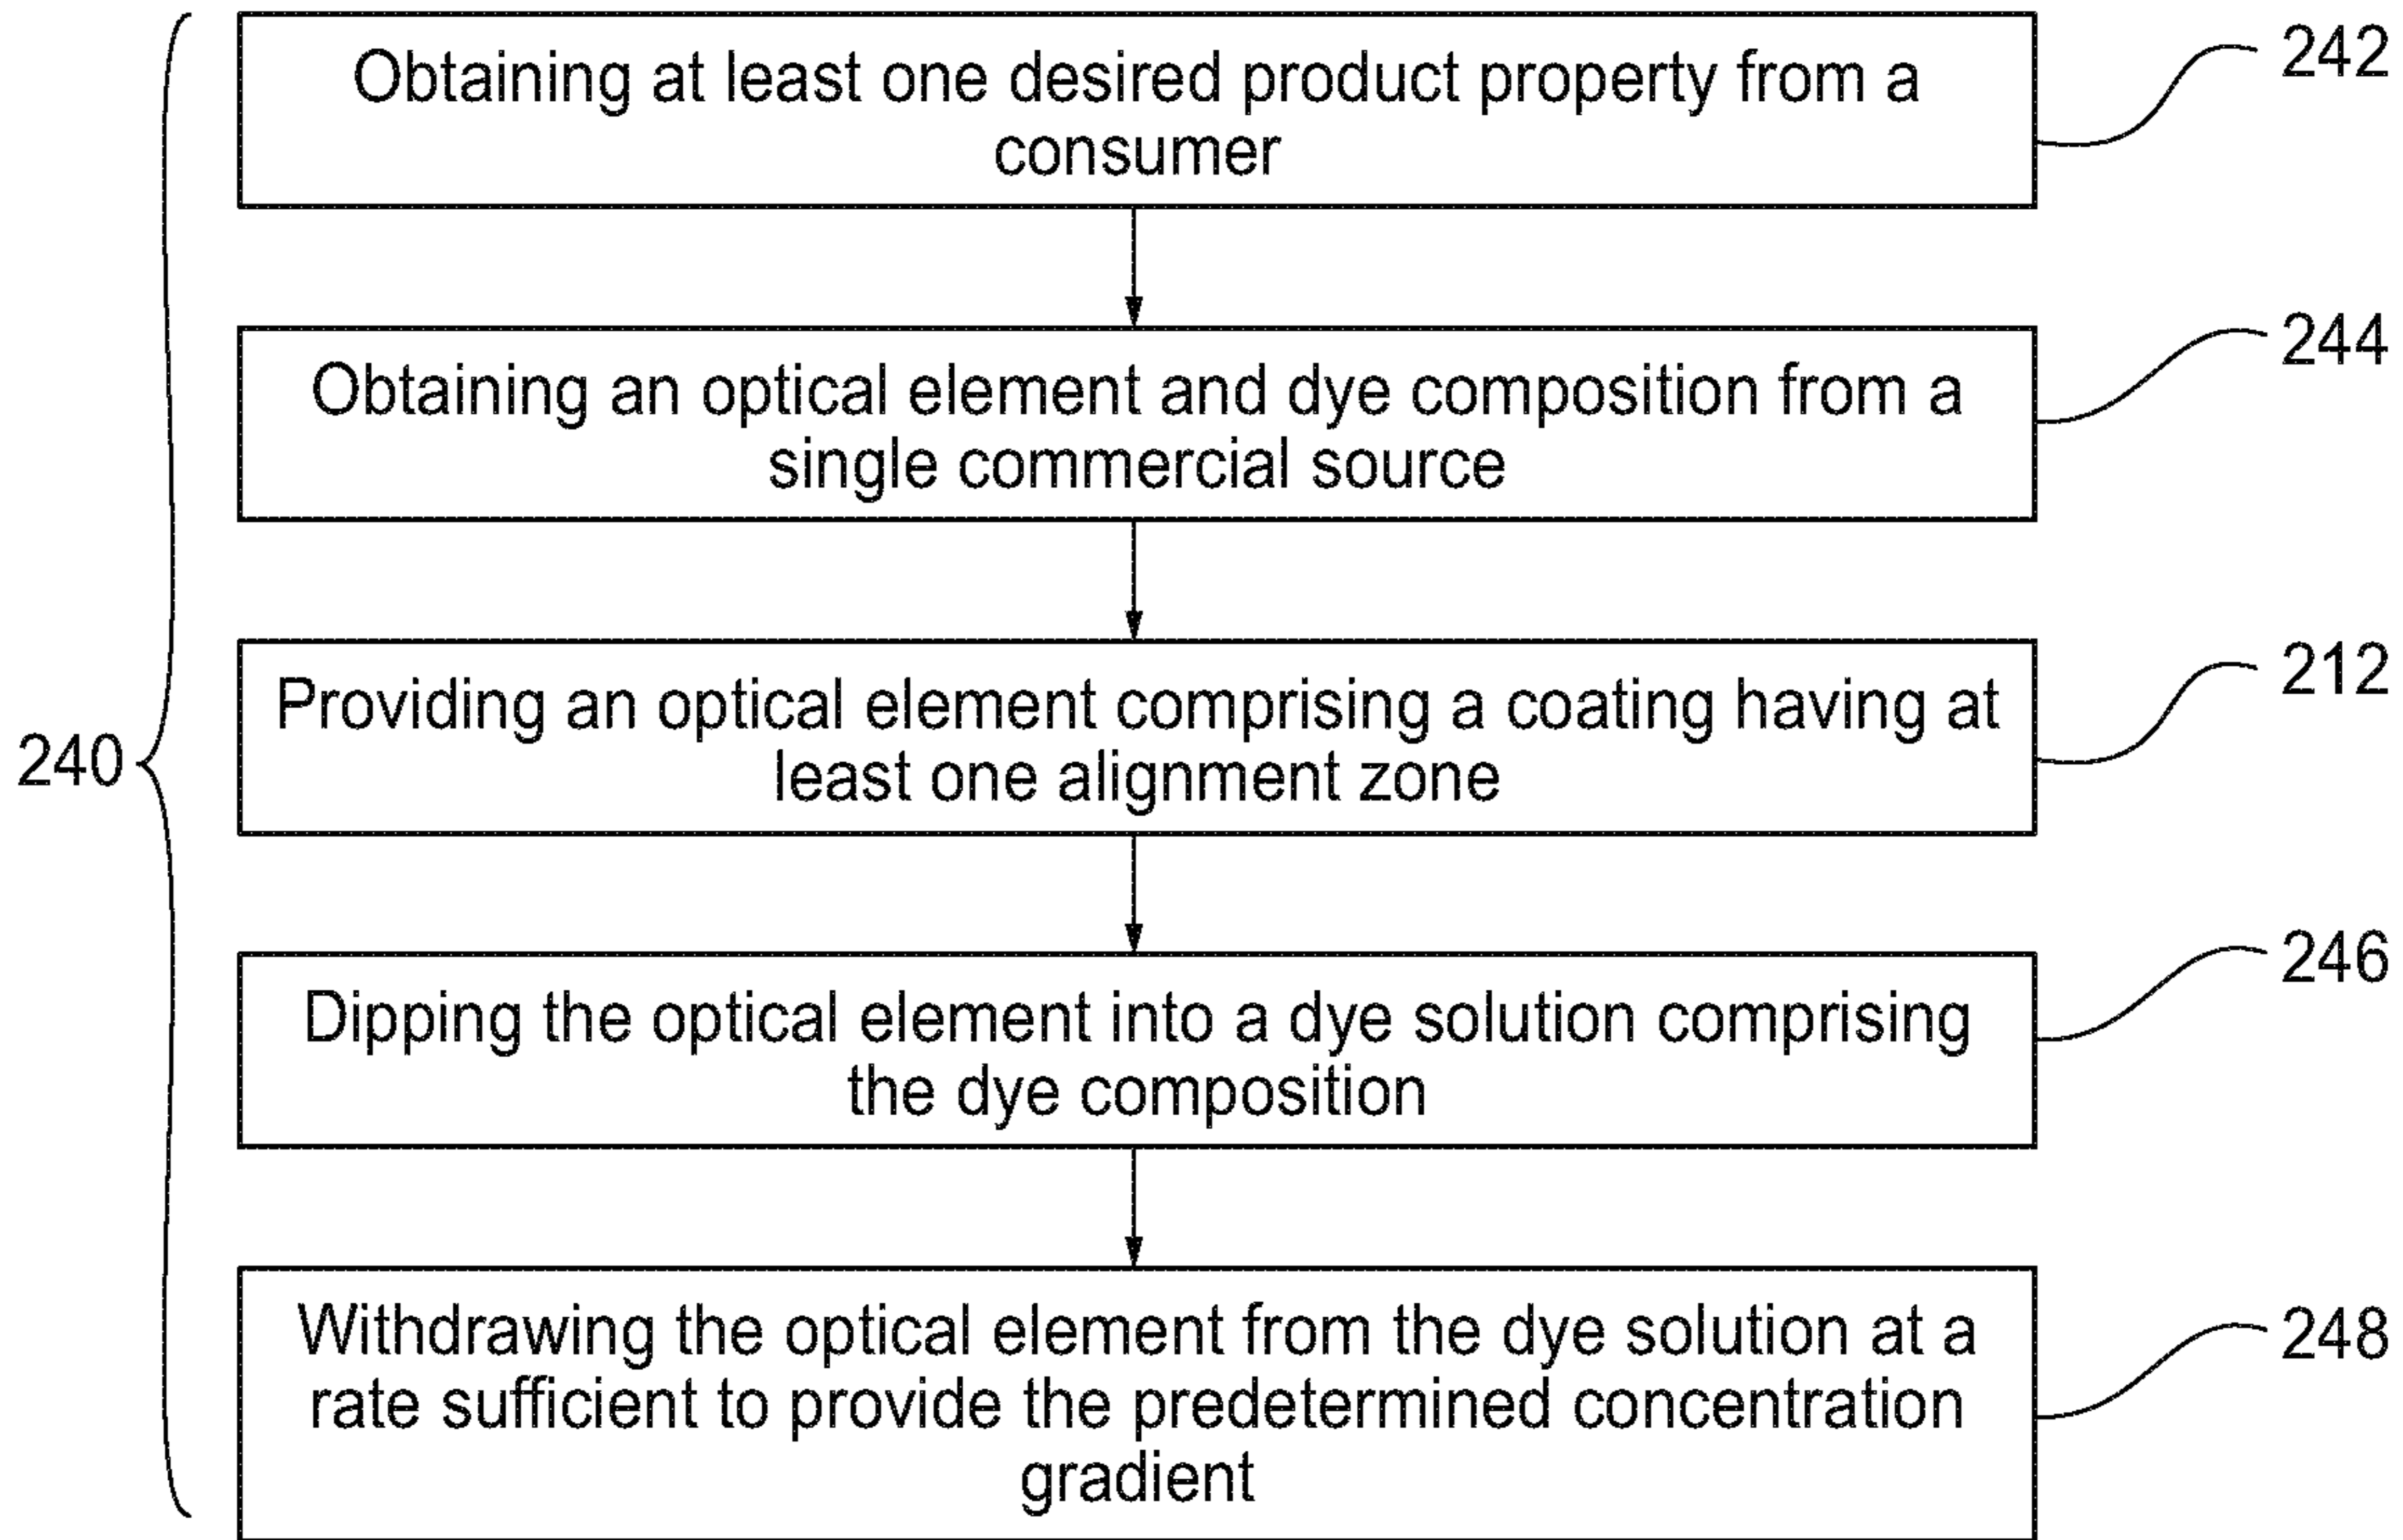 Obtaining at least one desired product property from a
consumer
242
Obtaining an optical element and dye composition from a
single commercial source
244
240
Providing an optical element comprising a coating having at
least one alignment zone
212
Dipping the optical element into a dye solution comprising
the dye composition
246
Withdrawing the optical element from the dye solution at a
rate sufficient to provide the predetermined concentration
gradient
248